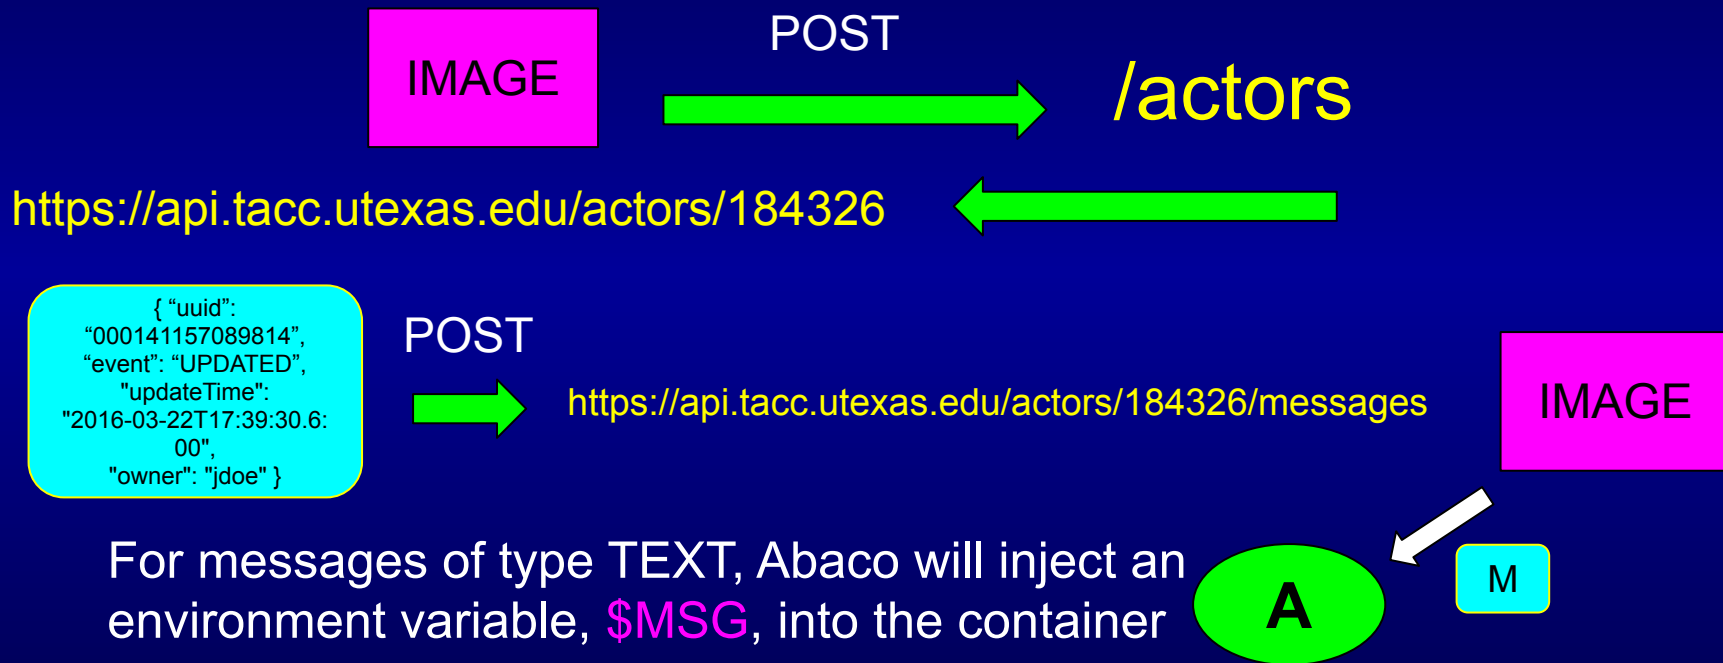 IMAGE
POST
/actors
https://api.tacc.utexas.edu/actors/184326
{ “uuid”:
“000141157089814”,
“event”: “UPDATED”,
"updateTime":
"2016-03-22T17:39:30.6:
00",
"owner": "jdoe" }
POST
https://api.tacc.utexas.edu/actors/184326/messages
IMAGE
For messages of type TEXT, Abaco will inject an
environment variable, $MSG, into the container
A
M